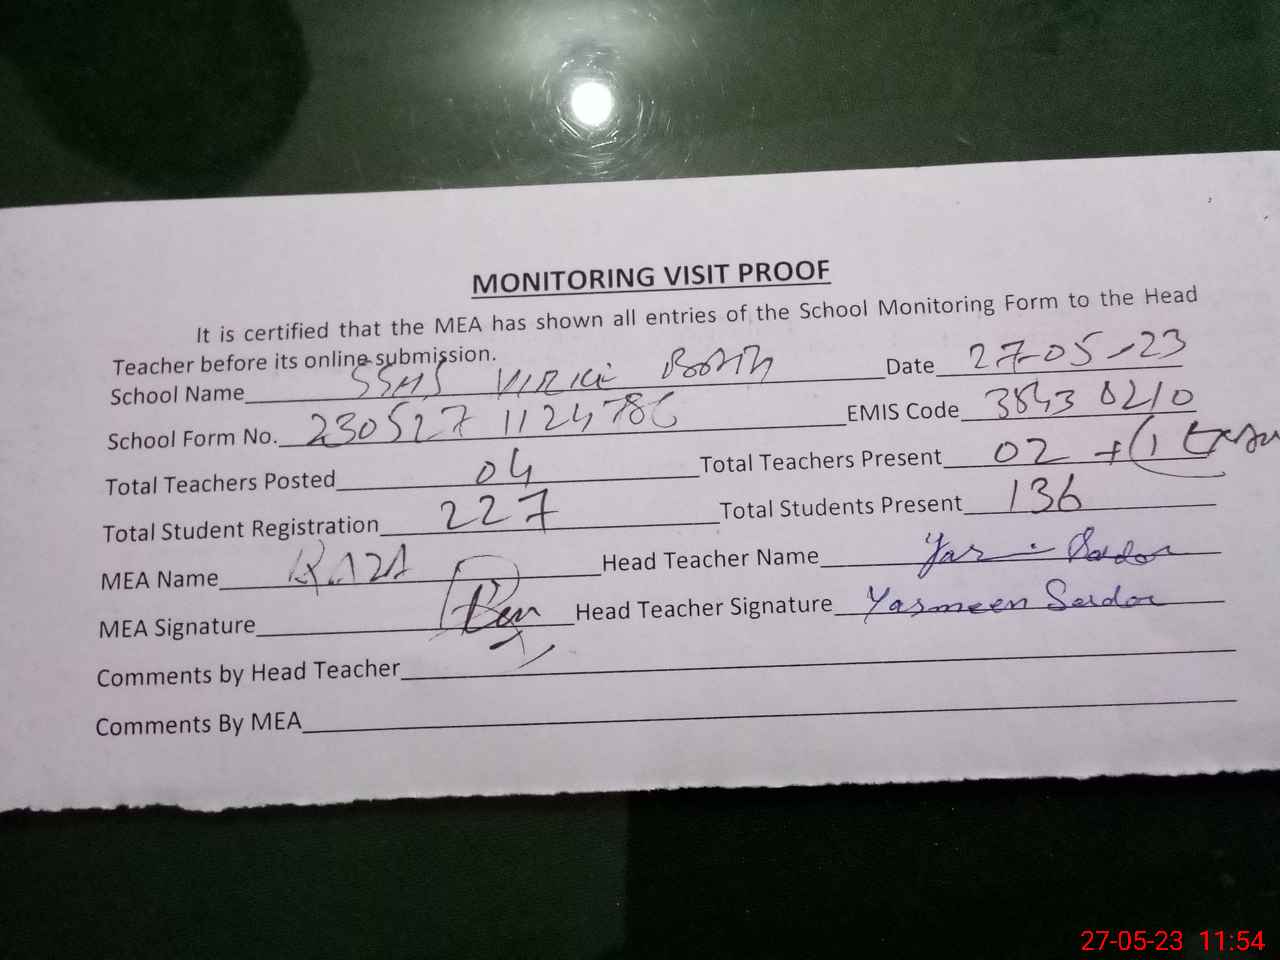 MONITORING VISIT PROOF
It is certified that the MEA has shown all entries of the School Monitoring Form to the Head
Teacher before its online submission.
School Name Date 27-05-23
School Form No. 230527 1124786 EMIS Code 38430210
Total Teachers Posted 04 Total Teachers Present 02 + (1
Total Student Registration 227 Total Students Present 136
MEA Name RAZA Head Teacher Name
MEA Signature Head Teacher Signature Yasmeen Sardar
Comments by Head Teacher
Comments By MEA
27-05-23 11:54